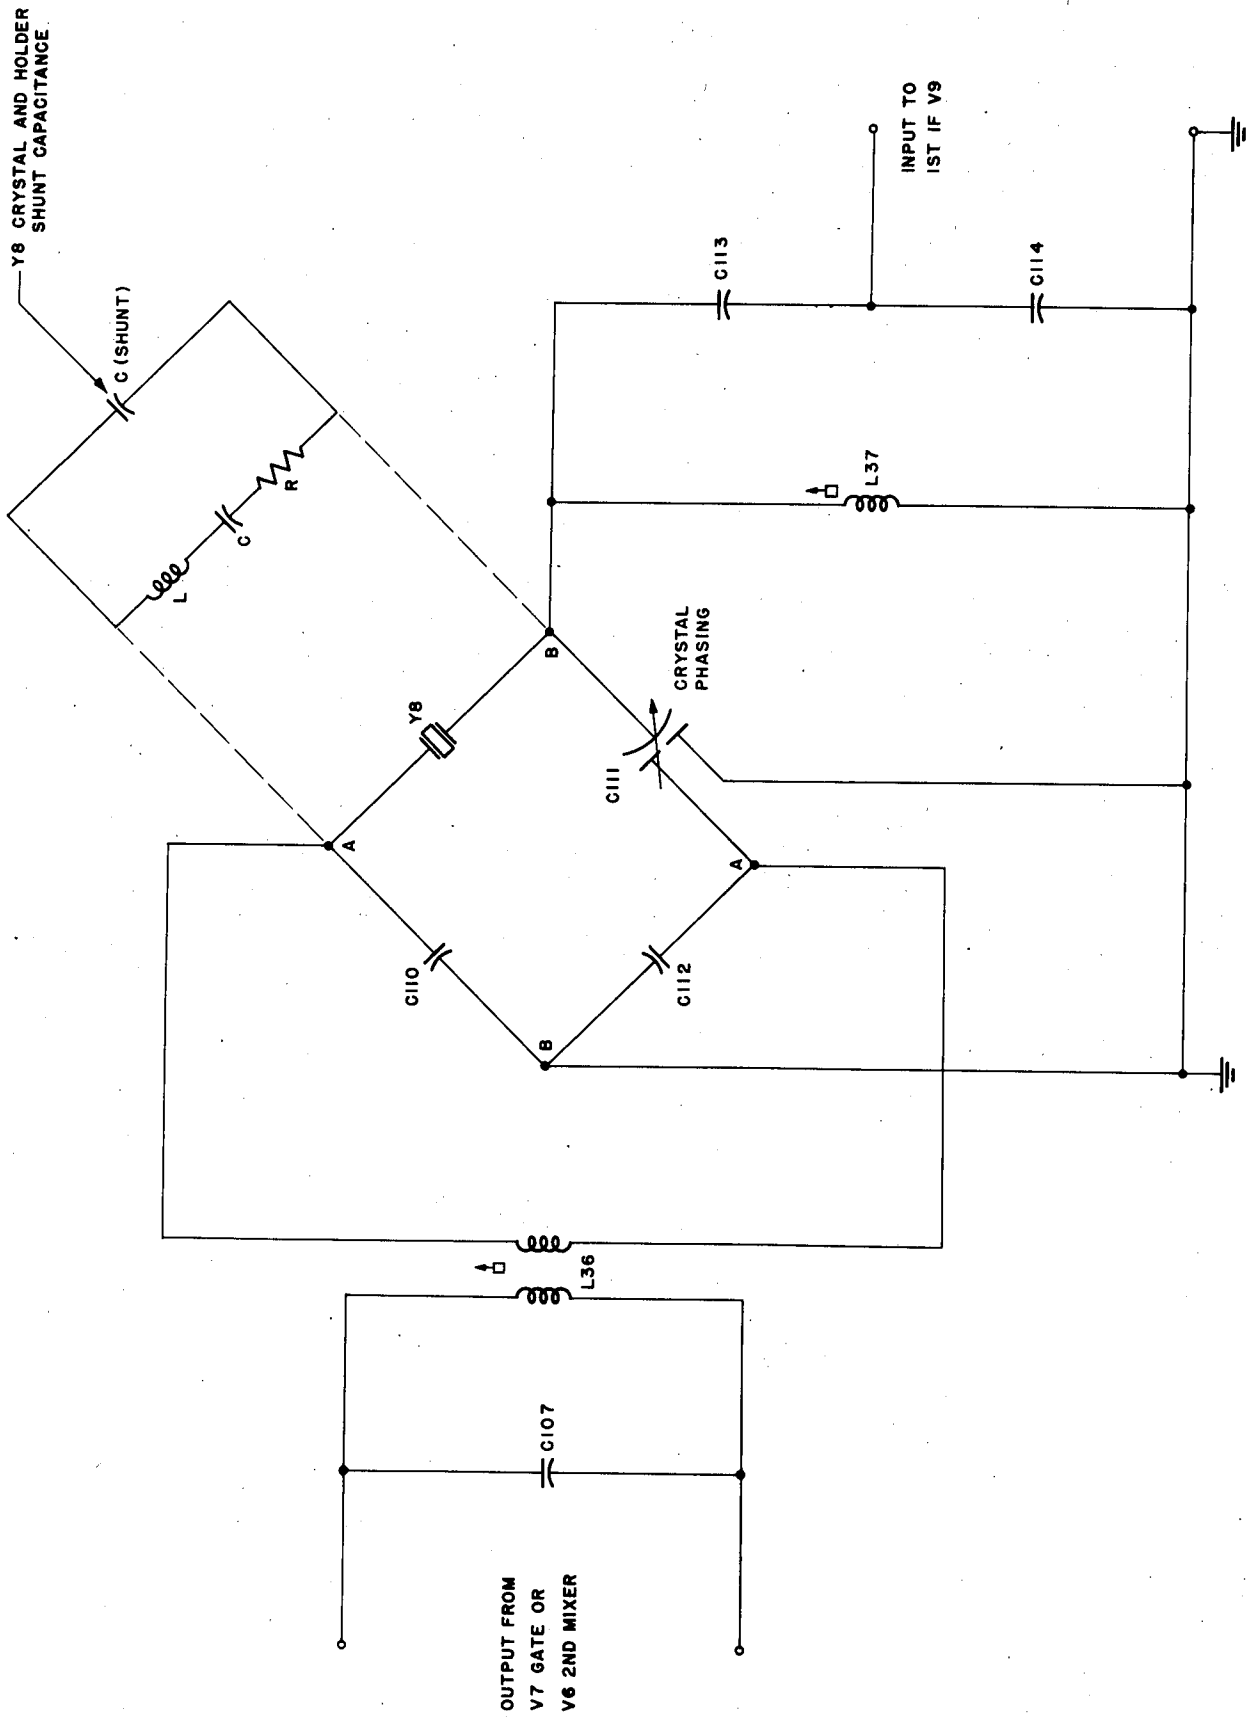 Y8 CRYSTAL AND HOLDER
SHUNT CAPACITANCE
C (SHUNT)
L
C
R
Y8
A
B
C110
C111
CRYSTAL
PHASING
C112
B
A
L36
C107
OUTPUT FROM
V7 GATE OR
V6 2ND MIXER
L37
C113
C114
INPUT TO
1ST IF V9